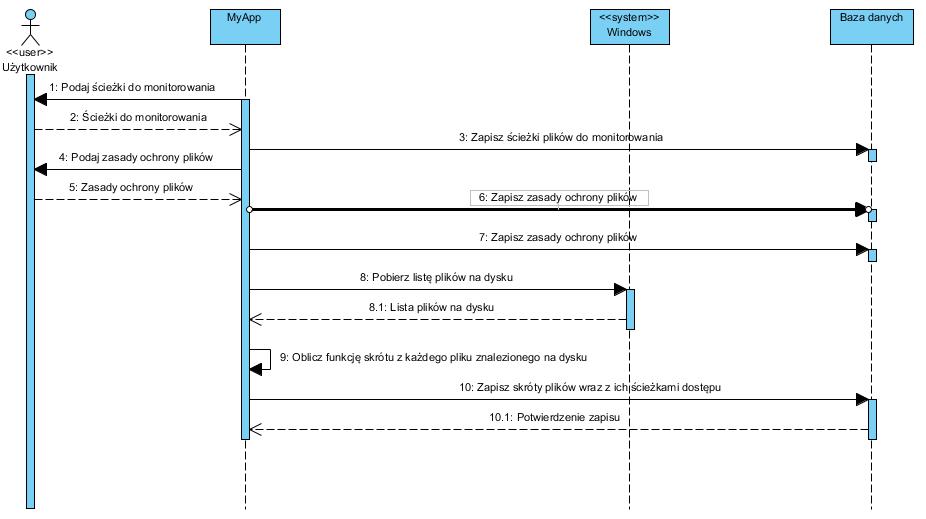 MyApp
<<system>>
Windows
Baza danych
<<user>>
Użytkownik
1: Podaj ścieżki do monitorowania
2: Ścieżki do monitorowania
3: Zapisz ścieżki plików do monitorowania
4: Podaj zasady ochrony plików
5: Zasady ochrony plików
6: Zapisz zasady ochrony plików
7: Zapisz zasady ochrony plików
8: Pobierz listę plików na dysku
8.1: Lista plików na dysku
9: Oblicz funkcję skrótu z każdego pliku znalezionego na dysku
10: Zapisz skróty plików wraz z ich ścieżkami dostępu
10.1: Potwierdzenie zapisu